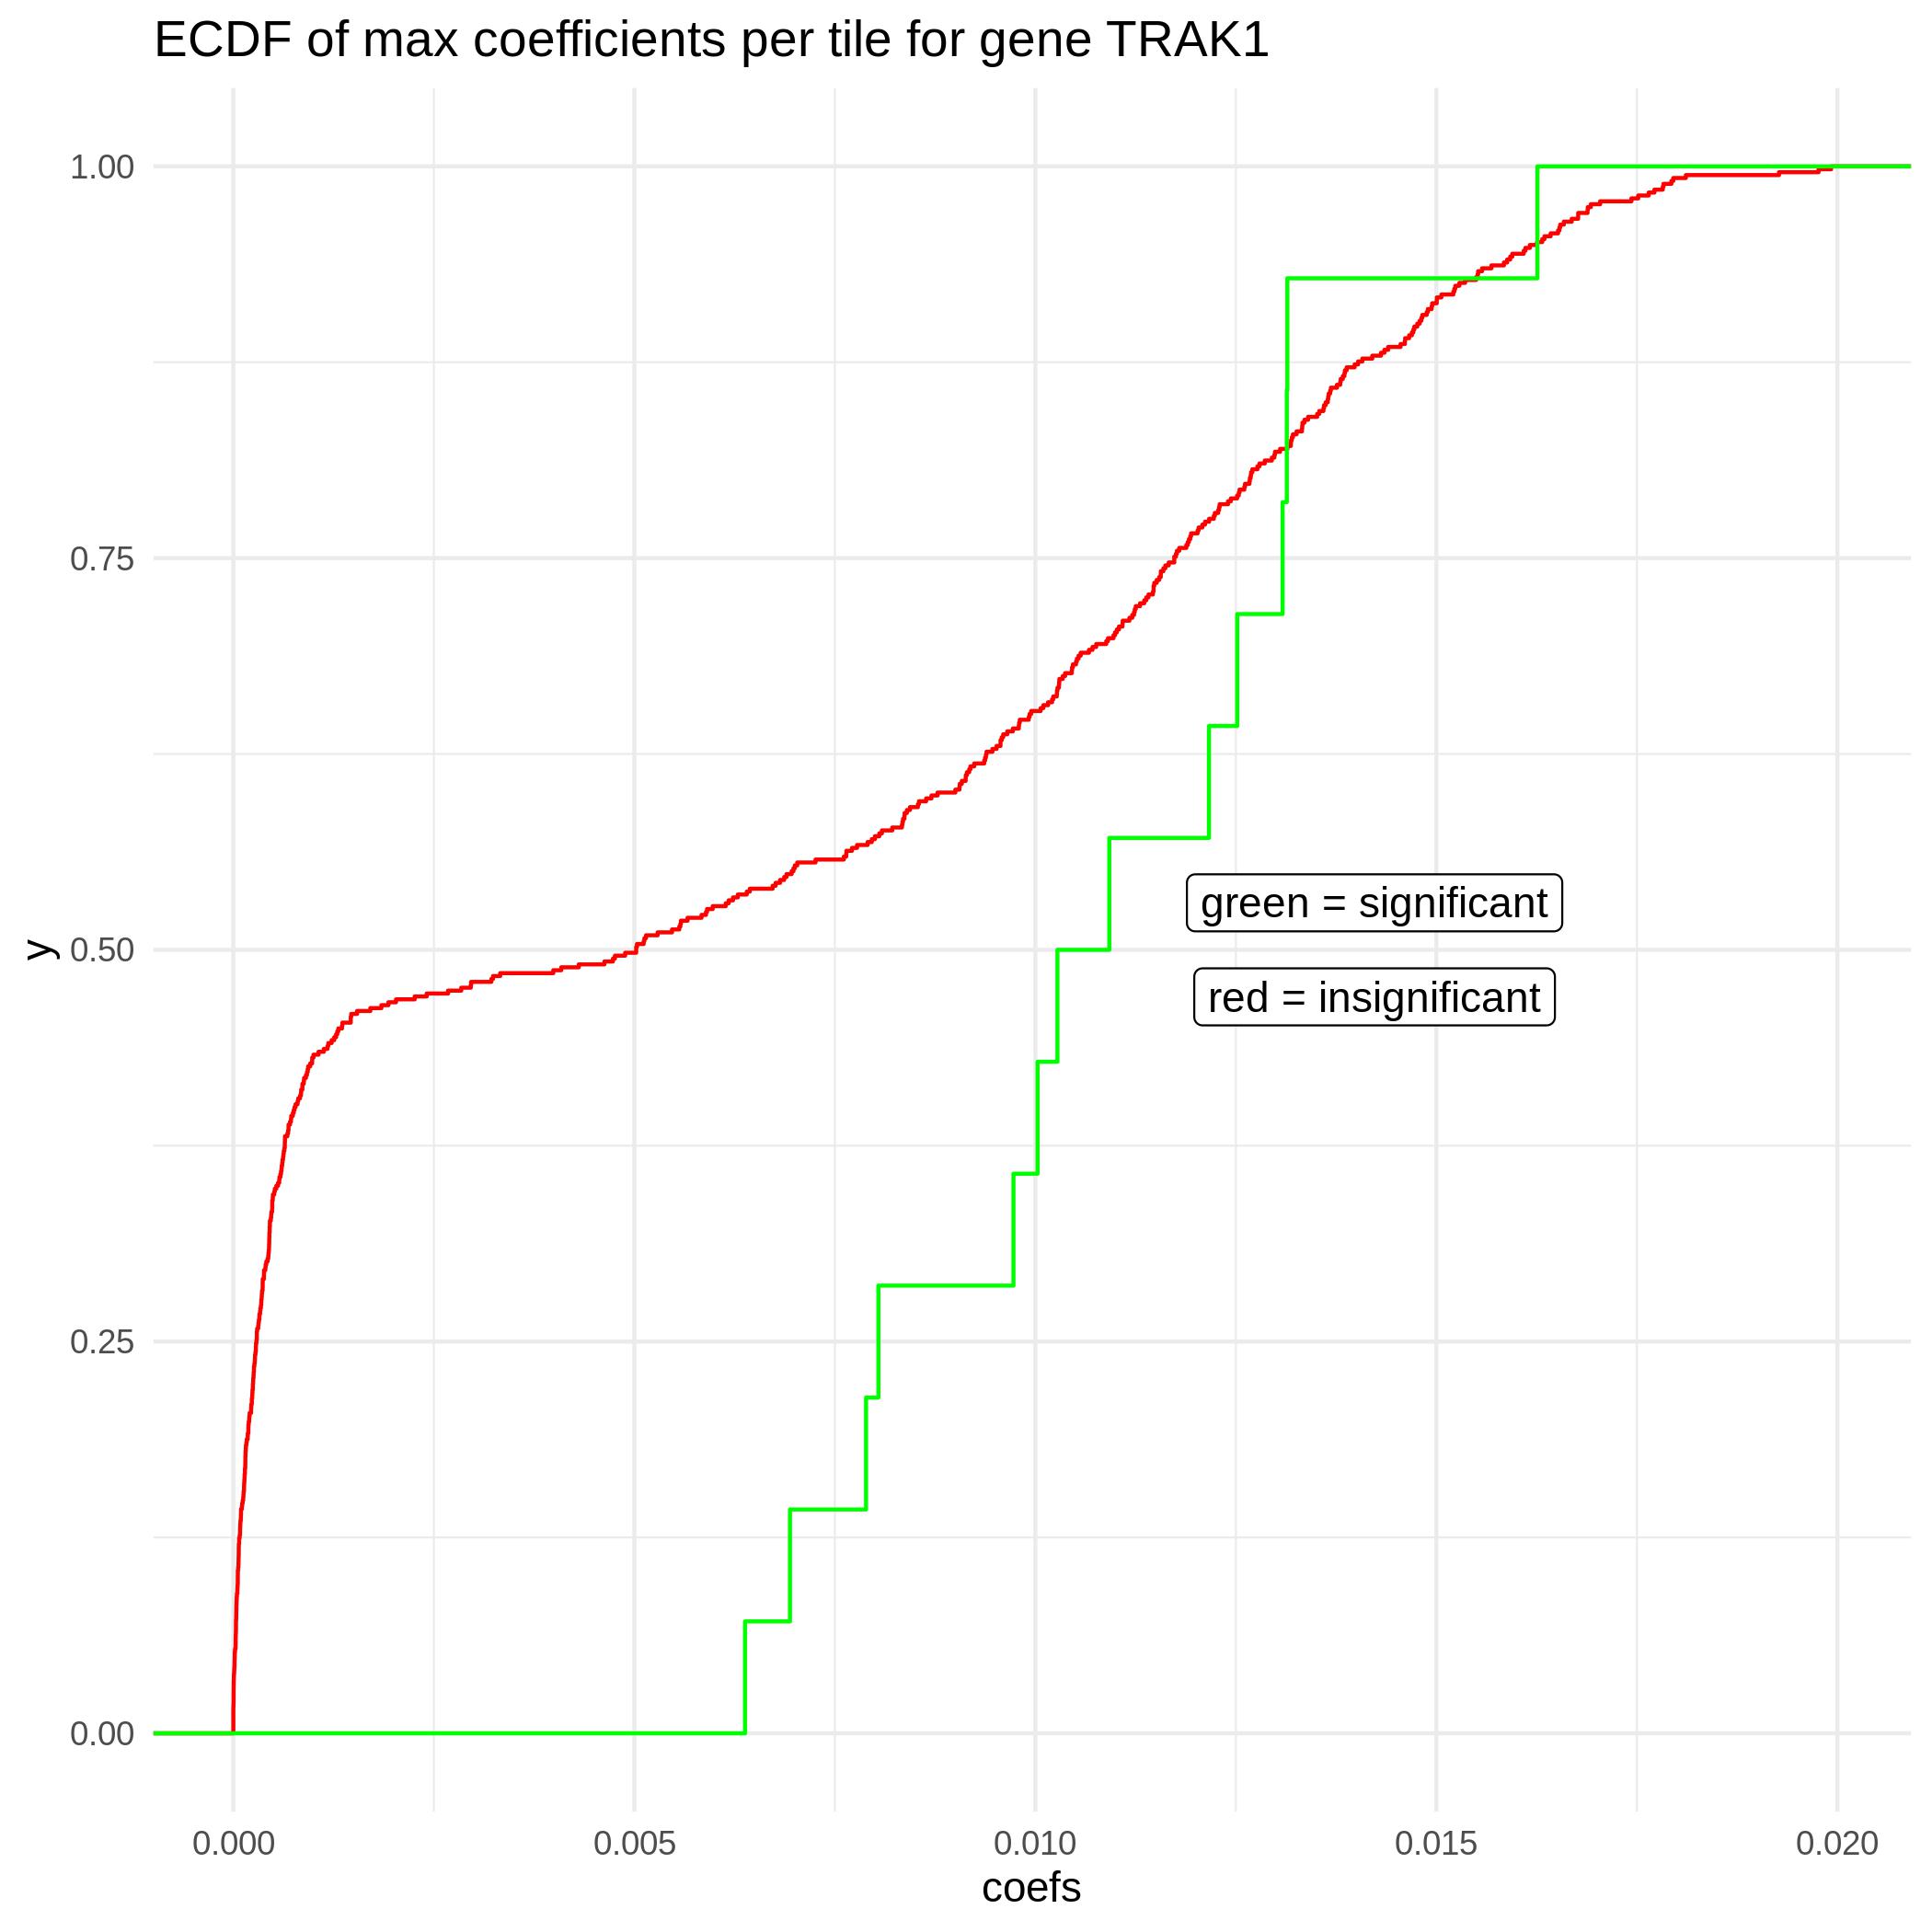 ECDF of max coefficients per tile for gene TRAK1
1.00
0.75
y
0.50
0.25
0.00
green = significant
red = insignificant
0.000 0.005 0.010 0.015 0.020
coefs